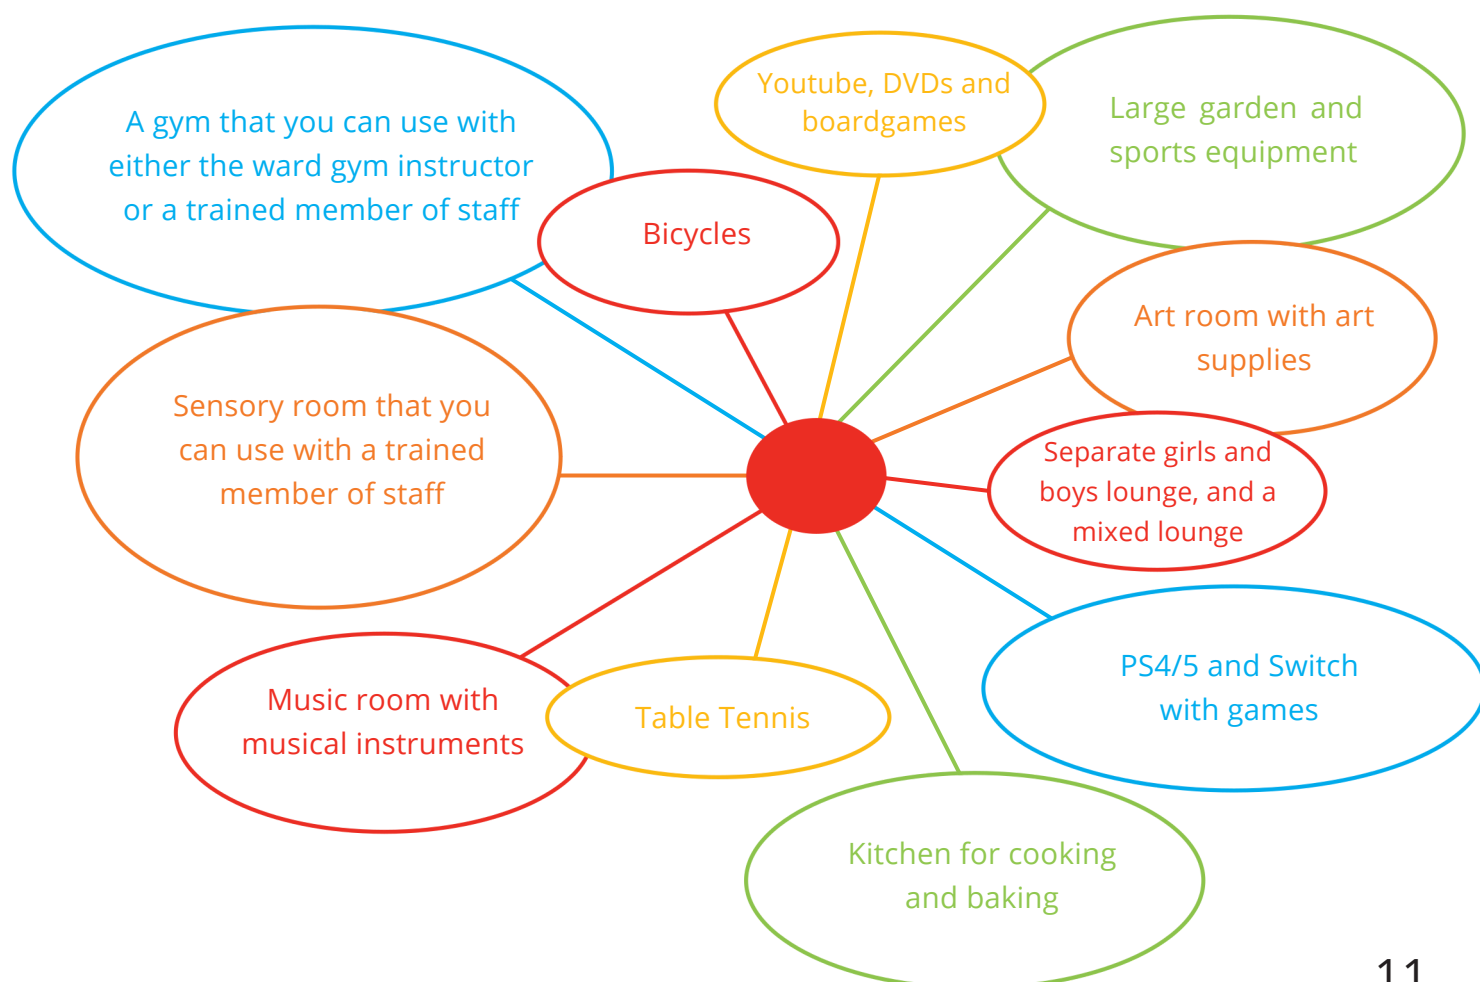 A gym that you can use with
either the ward gym instructor
or a trained member of staff
Youtube, DVDs and
boardgames
Large garden and
sports equipment
Bicycles
Art room with art
supplies
Sensory room that you
can use with a trained
member of staff
Separate girls and
boys lounge, and a
mixed lounge
PS4/5 and Switch
with games
Music room with
musical instruments
Table Tennis
Kitchen for cooking
and baking
11